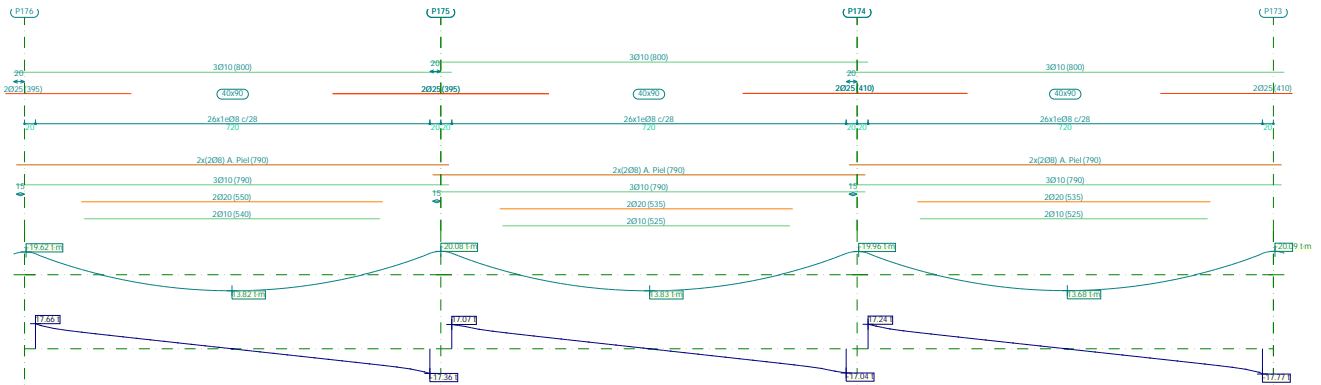 P176 P175 P174 P173
3Ø10(800)
20 3Ø10(800) 3Ø10(800)
20 20
2Ø25(395) 40x90 2Ø25(395) 40x90 2Ø25(410) 40x90 2Ø25(410)
26x1eØ8 c/28 26x1eØ8 c/28 26x1eØ8 c/28
20 720 20 20 720 20 20 720 20
2x(2Ø8) A. Piel (790) 2x(2Ø8) A. Piel (790)
2x(2Ø8) A. Piel (790)
15 3Ø10(790) 15 3Ø10(790)
15 3Ø10(790)
2Ø20(550) 2Ø20(535)
2Ø20(535)
2Ø10(540) 2Ø10(525)
2Ø10(525)
-19.62 t·m -20.08 t·m -19.96 t·m -20.09 t·m
13.82 t·m 13.83 t·m 13.68 t·m
17.66 t 17.07 t 17.24 t
-17.36 t -17.04 t -17.77 t